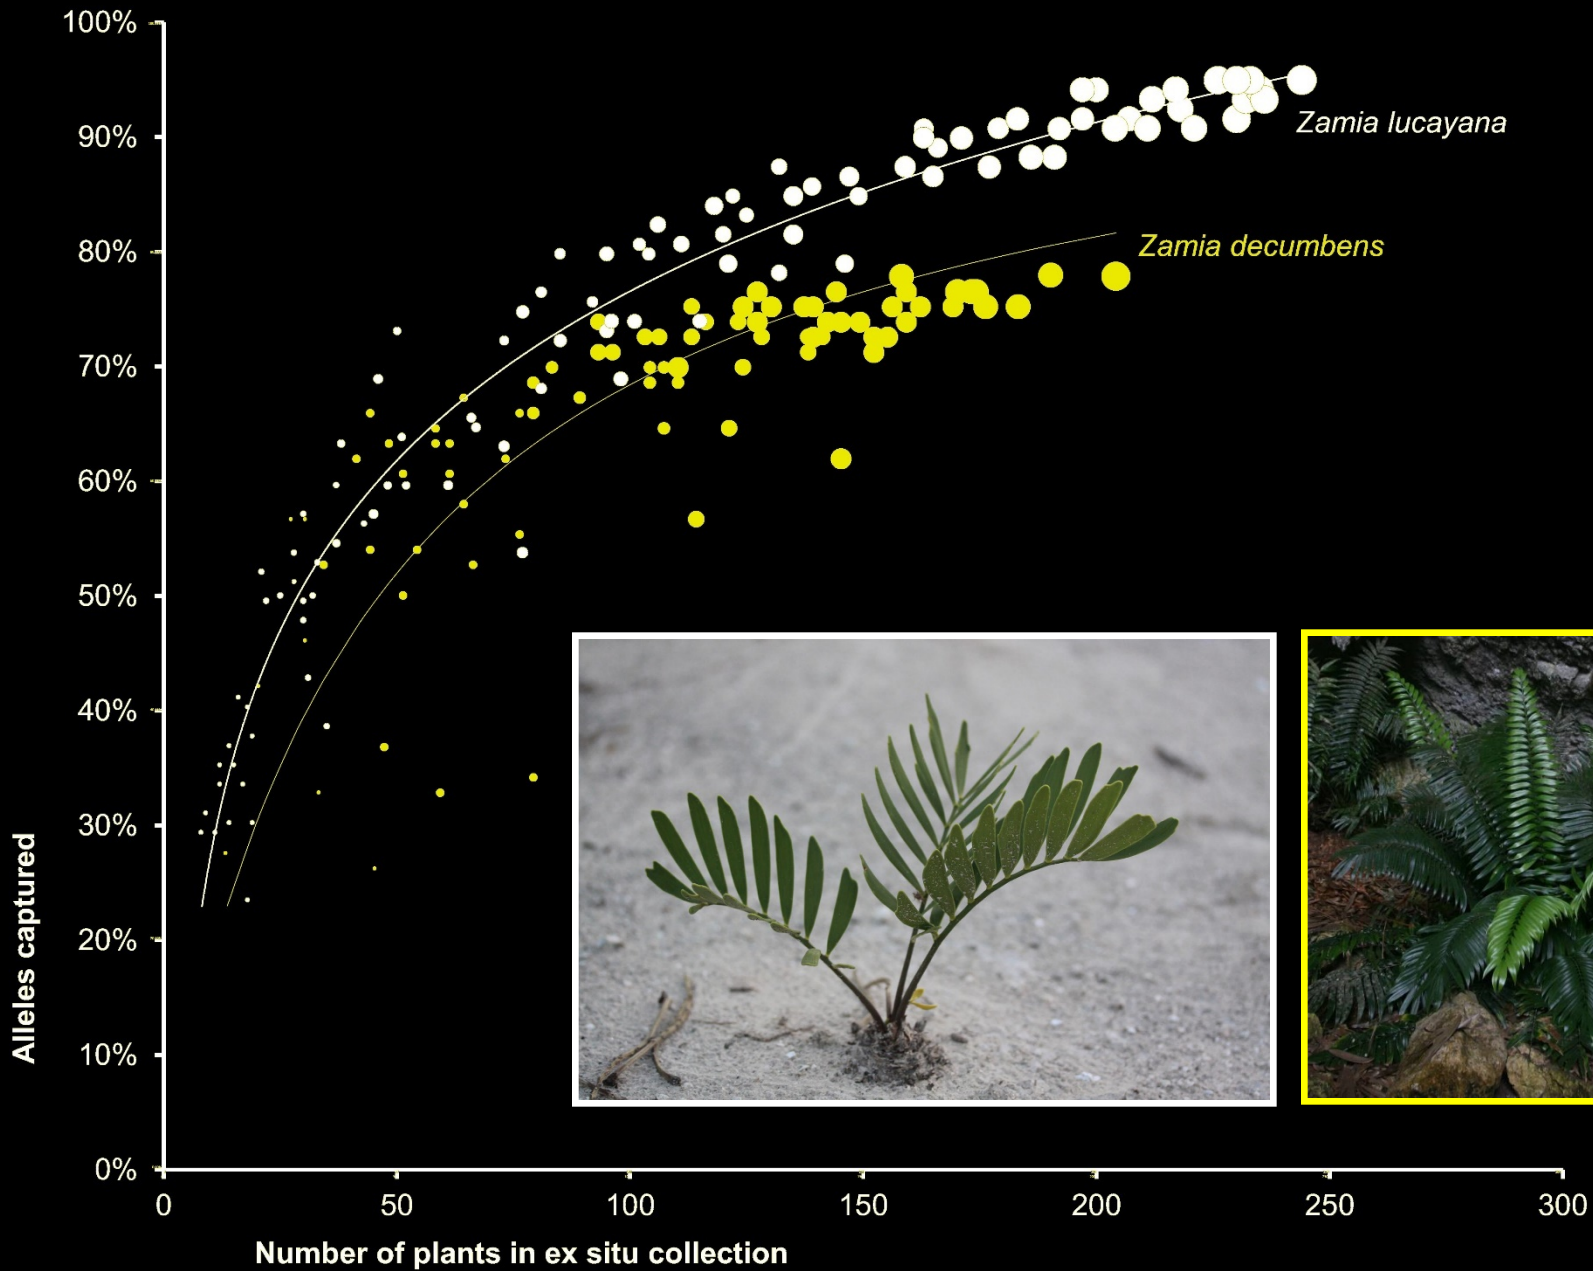 100%
90%
80%
70%
60%
50%
40%
30%
20%
10%
0%
Alleles captured
Zamia lucayana
Zamia decumbens
0 50 100 150 200 250 300
Number of plants in ex situ collection